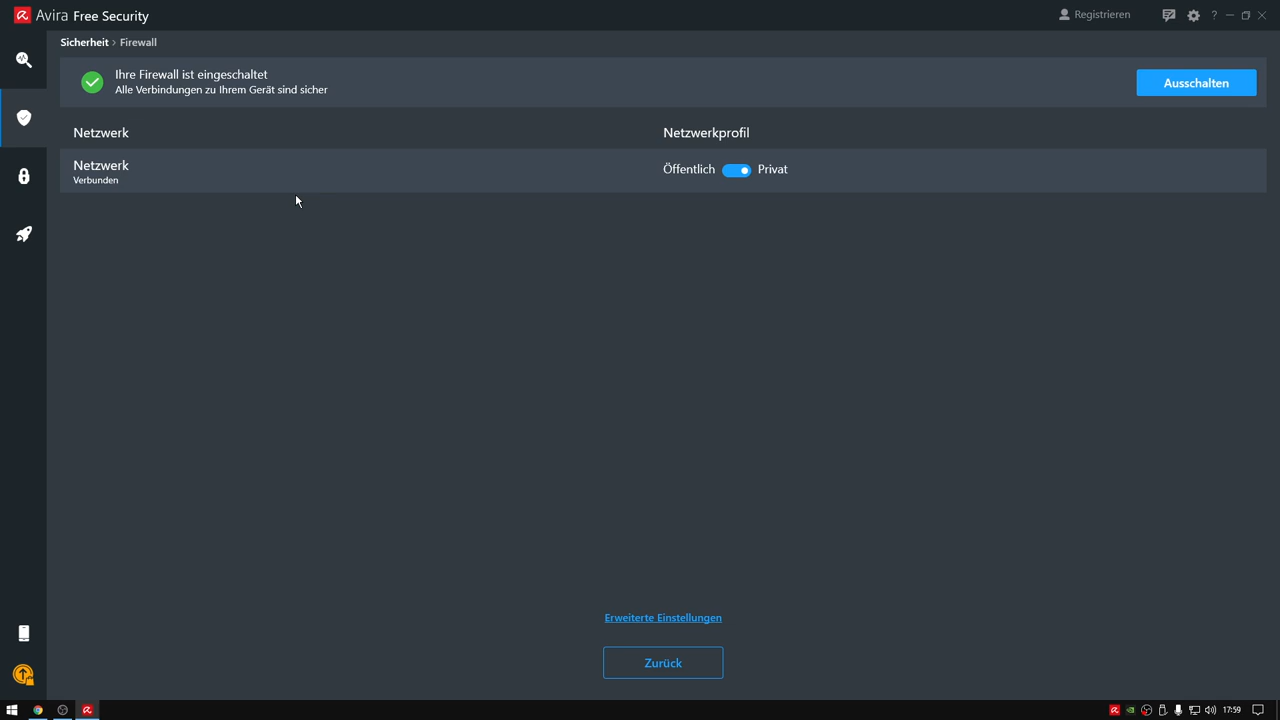 Avira Free Security
Registrieren
?
Sicherheit › Firewall
Ihre Firewall ist eingeschaltet
Alle Verbindungen zu Ihrem Gerät sind sicher
Ausschalten
Netzwerk
Netzwerkprofil
Netzwerk
Verbunden
Öffentlich
Privat
Erweiterte Einstellungen
Zurück
17:59